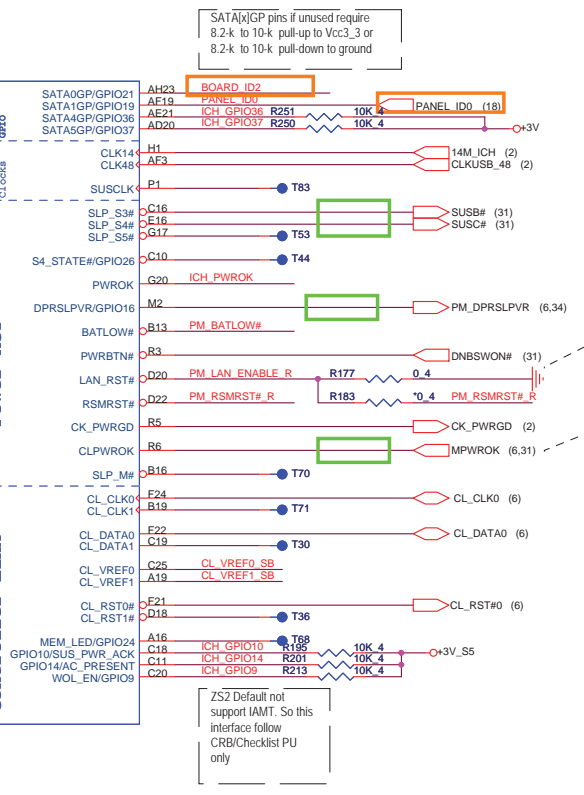 SATA[x]GP pins if unused require
8.2-k to 10-k pull-up to Vcc3_3 or
8.2-k to 10-k pull-down to ground
SATA0GP/GPIO21 AH23 BOARD_ID2
SATA1GP/GPIO19 AF19 PANEL_ID0 PANEL_ID0 (18)
SATA4GP/GPIO36 AE21 ICH_GPIO36 R251 10K_4
SATA5GP/GPIO37 AD20 ICH_GPIO37 R250 10K_4 +3V
GPIO
Clocks
CLK14 H1 14M_ICH (2)
CLK48 AF3 CLKUSB_48 (2)
SUSCLK P1 T83
SLP_S3# C16 SUSB# (31)
SLP_S4# E16 SUSC# (31)
SLP_S5# G17 T53
S4_STATE#/GPIO26 C10 T44
PWROK G20 ICH_PWROK
DPRSLPVR/GPIO16 M2 PM_DPRSLPVR (6,34)
BATLOW# B13 PM_BATLOW#
PWRBTN# R3 DNBSWON# (31)
LAN_RST# D20 PM_LAN_ENABLE_R R177 0_4
RSMRST# D22 PM_RSMRST#_R R183 *0_4 PM_RSMRST#_R
CK_PWRGD R5 CK_PWRGD (2)
CLPWROK R6 MPWROK (6,31)
SLP_M# B16 T70
CL_CLK0 F24 CL_CLK0 (6)
CL_CLK1 B19 T71
CL_DATA0 F22 CL_DATA0 (6)
CL_DATA1 C19 T30
CL_VREF0 C25 CL_VREF0_SB
CL_VREF1 A19 CL_VREF1_SB
CL_RST0# F21 CL_RST#0 (6)
CL_RST1# D18 T36
MEM_LED/GPIO24 A16 T68
GPIO10/SUS_PWR_ACK C18 ICH_GPIO10 R195 10K_4 +3V_S5
GPIO14/AC_PRESENT C11 ICH_GPIO14 R201 10K_4
WOL_EN/GPIO9 C20 ICH_GPIO9 R213 10K_4
ZS2 Default not
support IAMT. So this
interface follow
CRB/Checklist PU
only